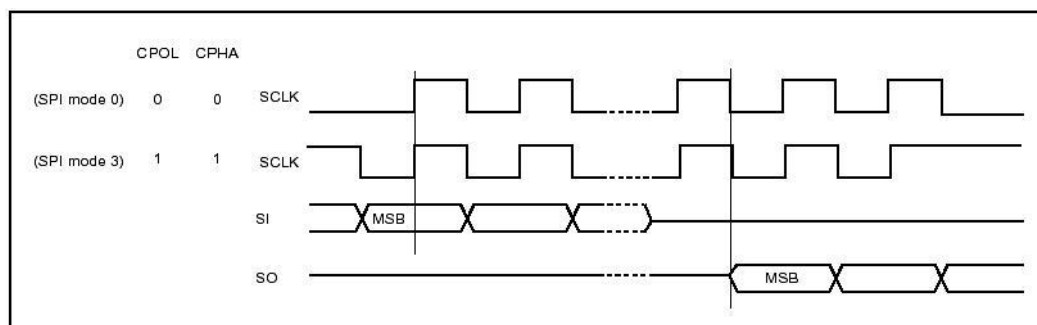 CPOL CPHA
(SPI mode 0) 0 0 SCLK
(SPI mode 3) 1 1 SCLK
SI MSB
SO MSB